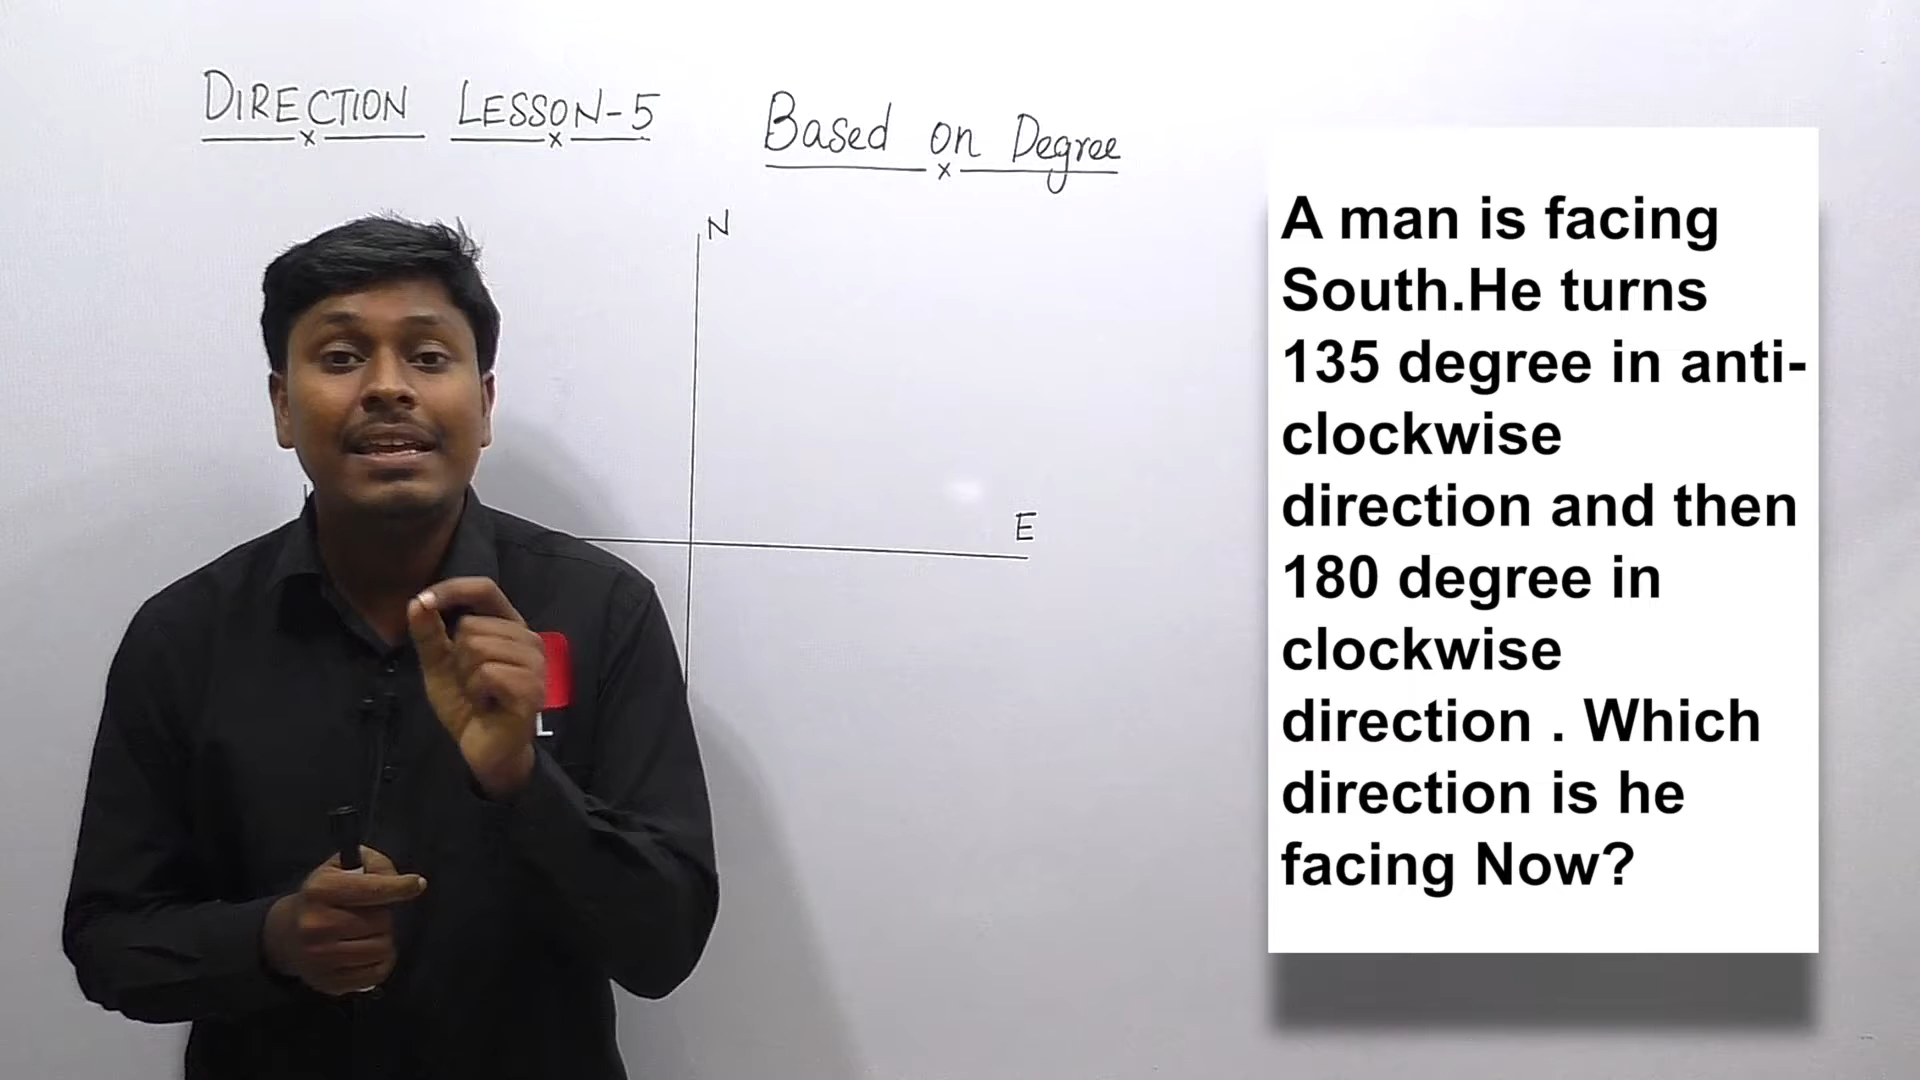 DIRECTION LESSON-5
Based on Degree
N
E
L
A man is facing
South.He turns
135 degree in anti-
clockwise
direction and then
180 degree in
clockwise
direction . Which
direction is he
facing Now?